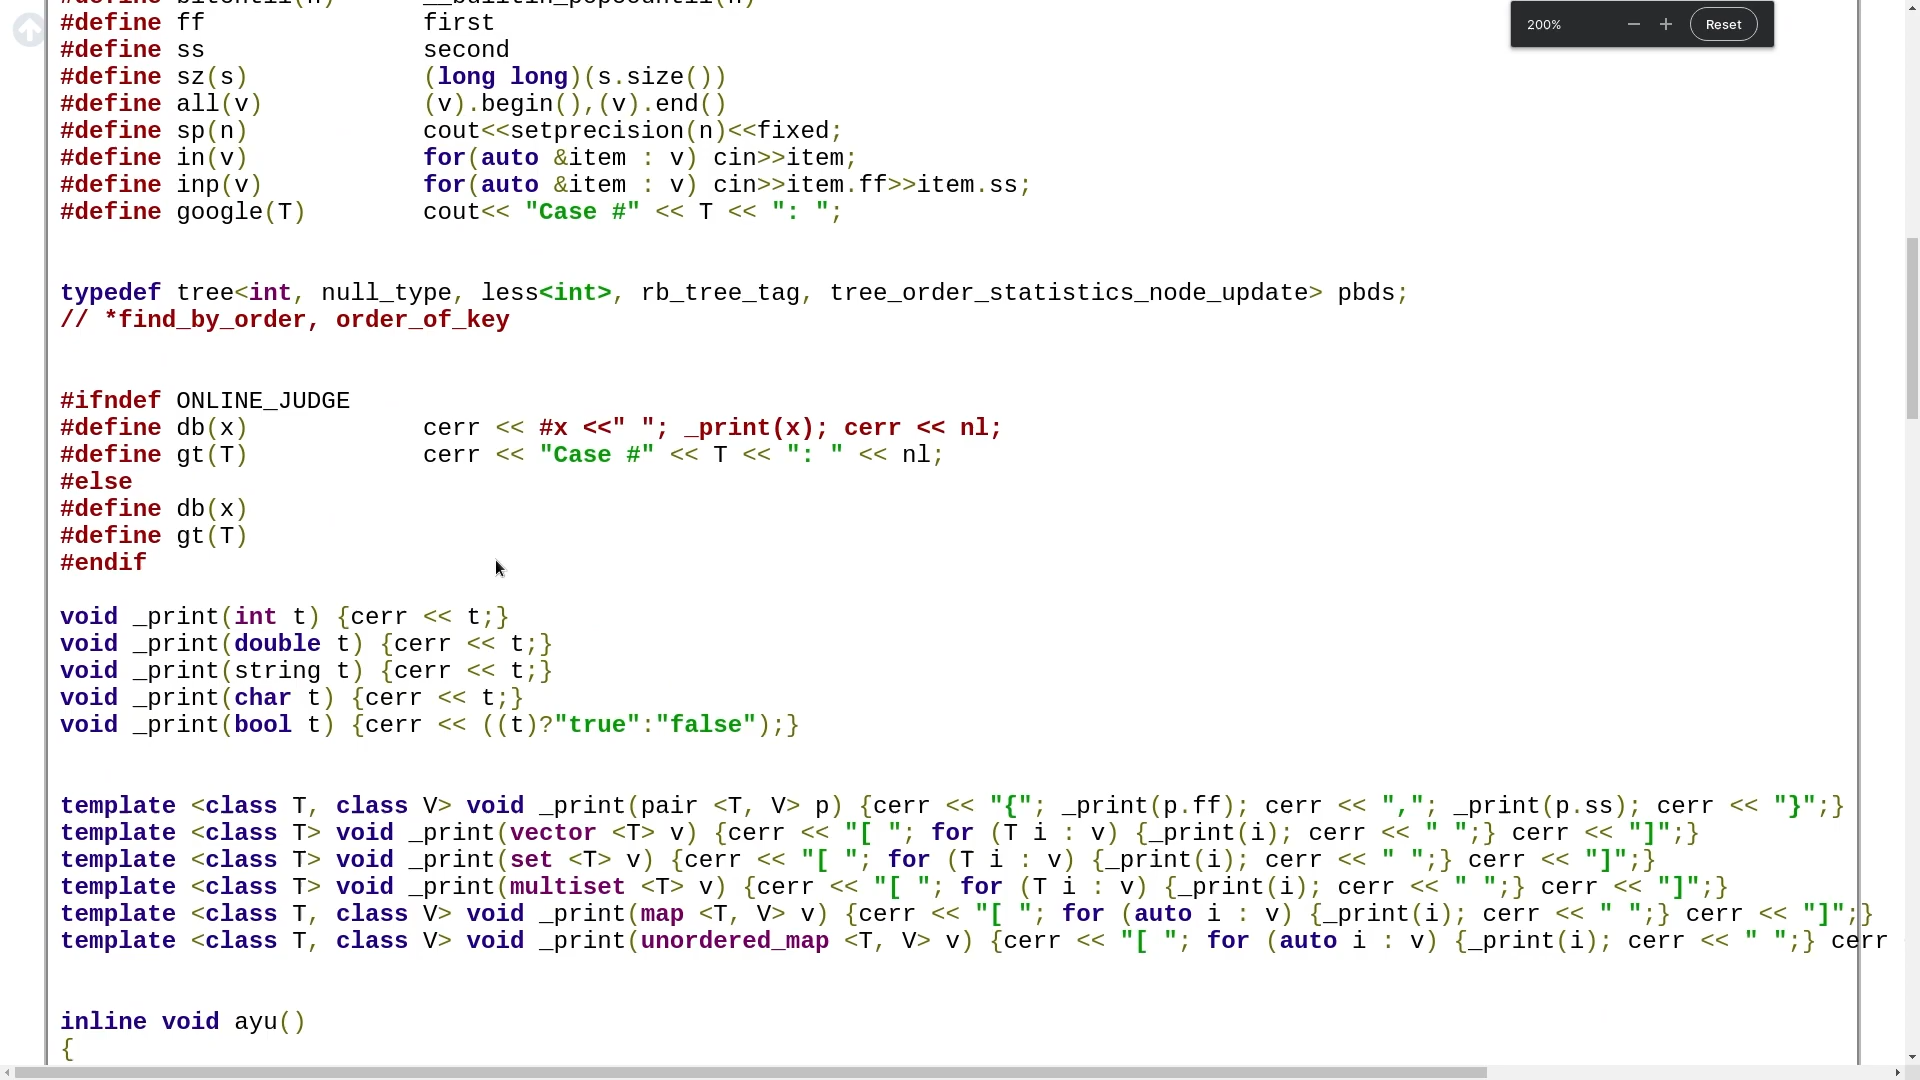 #define bitcntll(n)      __builtin_popcountll(n)
#define ff               first
#define ss               second
#define sz(s)            (long long)(s.size())
#define all(v)           (v).begin(),(v).end()
#define sp(n)            cout<<setprecision(n)<<fixed;
#define in(v)            for(auto &item : v) cin>>item;
#define inp(v)           for(auto &item : v) cin>>item.ff>>item.ss;
#define google(T)        cout<< "Case #" << T << ": ";
typedef tree<int, null_type, less<int>, rb_tree_tag, tree_order_statistics_node_update> pbds;
// *find_by_order, order_of_key
#ifndef ONLINE_JUDGE
#define db(x)            cerr << #x <<" "; _print(x); cerr << nl;
#define gt(T)            cerr << "Case #" << T << ": " << nl;
#else
#define db(x)
#define gt(T)
#endif
void _print(int t) {cerr << t;}
void _print(double t) {cerr << t;}
void _print(string t) {cerr << t;}
void _print(char t) {cerr << t;}
void _print(bool t) {cerr << ((t)?"true":"false");}
template <class T, class V> void _print(pair <T, V> p) {cerr << "{"; _print(p.ff); cerr << ","; _print(p.ss); cerr << "}";}
template <class T> void _print(vector <T> v) {cerr << "[ "; for (T i : v) {_print(i); cerr << " ";} cerr << "]";}
template <class T> void _print(set <T> v) {cerr << "[ "; for (T i : v) {_print(i); cerr << " ";} cerr << "]";}
template <class T> void _print(multiset <T> v) {cerr << "[ "; for (T i : v) {_print(i); cerr << " ";} cerr << "]";}
template <class T, class V> void _print(map <T, V> v) {cerr << "[ "; for (auto i : v) {_print(i); cerr << " ";} cerr << "]";}
template <class T, class V> void _print(unordered_map <T, V> v) {cerr << "[ "; for (auto i : v) {_print(i); cerr << " ";} cerr
inline void ayu()
{
200%
Reset